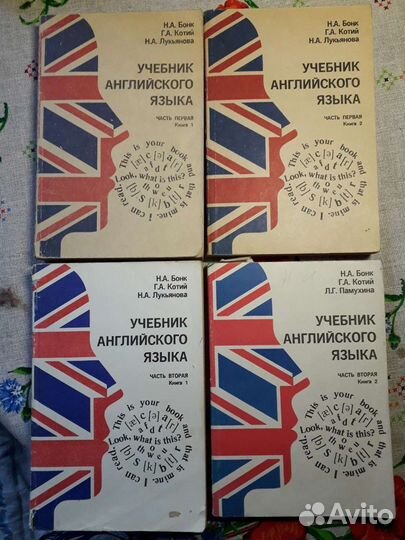 Н.А. Бонк
Г.А. Котий
Н.А. Лукьянова
УЧЕБНИК
АНГЛИЙСКОГО
ЯЗЫКА
ЧАСТЬ ПЕРВАЯ
Книга 1
This is your book and that is mine. I can read.
Look, what is this?
Н.А. Бонк
Г.А. Котий
Н.А. Лукьянова
УЧЕБНИК
АНГЛИЙСКОГО
ЯЗЫКА
ЧАСТЬ ПЕРВАЯ
Книга 2
This is your book and that is mine. I can read.
Look, what is this?
Н.А. Бонк
Г.А. Котий
Н.А. Лукьянова
УЧЕБНИК
АНГЛИЙСКОГО
ЯЗЫКА
ЧАСТЬ ВТОРАЯ
Книга 1
This is your book and that is mine. I can read.
Look, what is this?
Н.А. Бонк
Г.А. Котий
Л.Г. Памухина
УЧЕБНИК
АНГЛИЙСКОГО
ЯЗЫКА
ЧАСТЬ ВТОРАЯ
Книга 2
This is your book and that is mine. I can read.
Look, what is this?
Avito